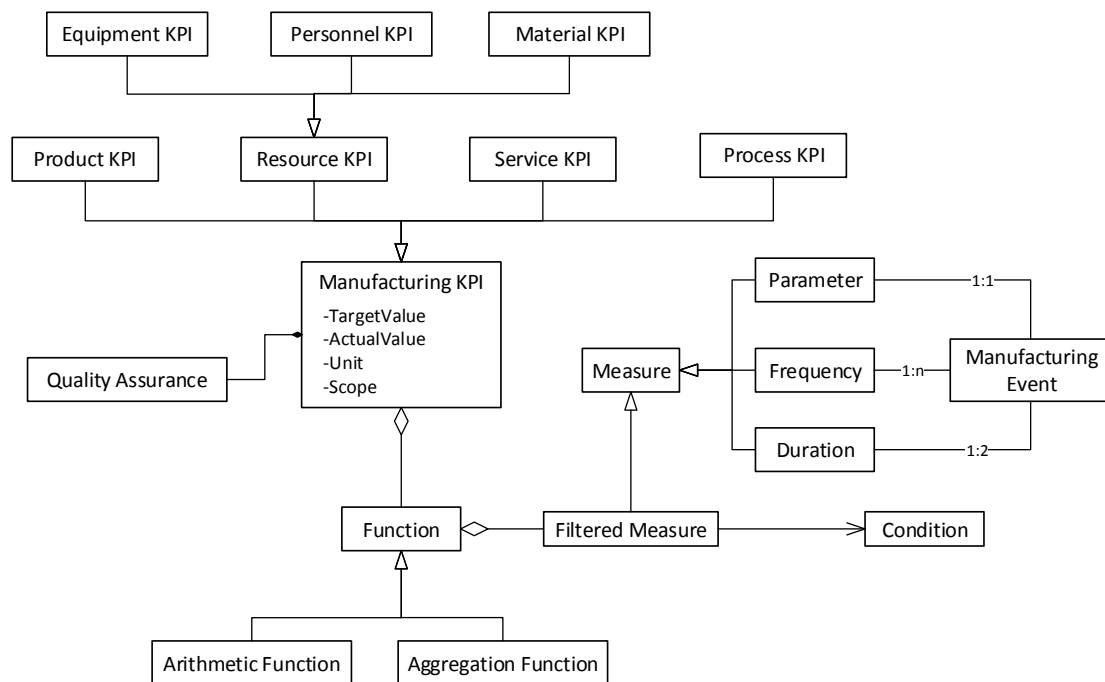 Equipment KPI
Personnel KPI
Material KPI
Product KPI
Resource KPI
Service KPI
Process KPI
Manufacturing KPI
-TargetValue
-ActualValue
-Unit
-Scope
Quality Assurance
Parameter
1:1
Measure
Frequency
1:n
Manufacturing
Event
Duration
1:2
Function
Filtered Measure
Condition
Arithmetic Function
Aggregation Function